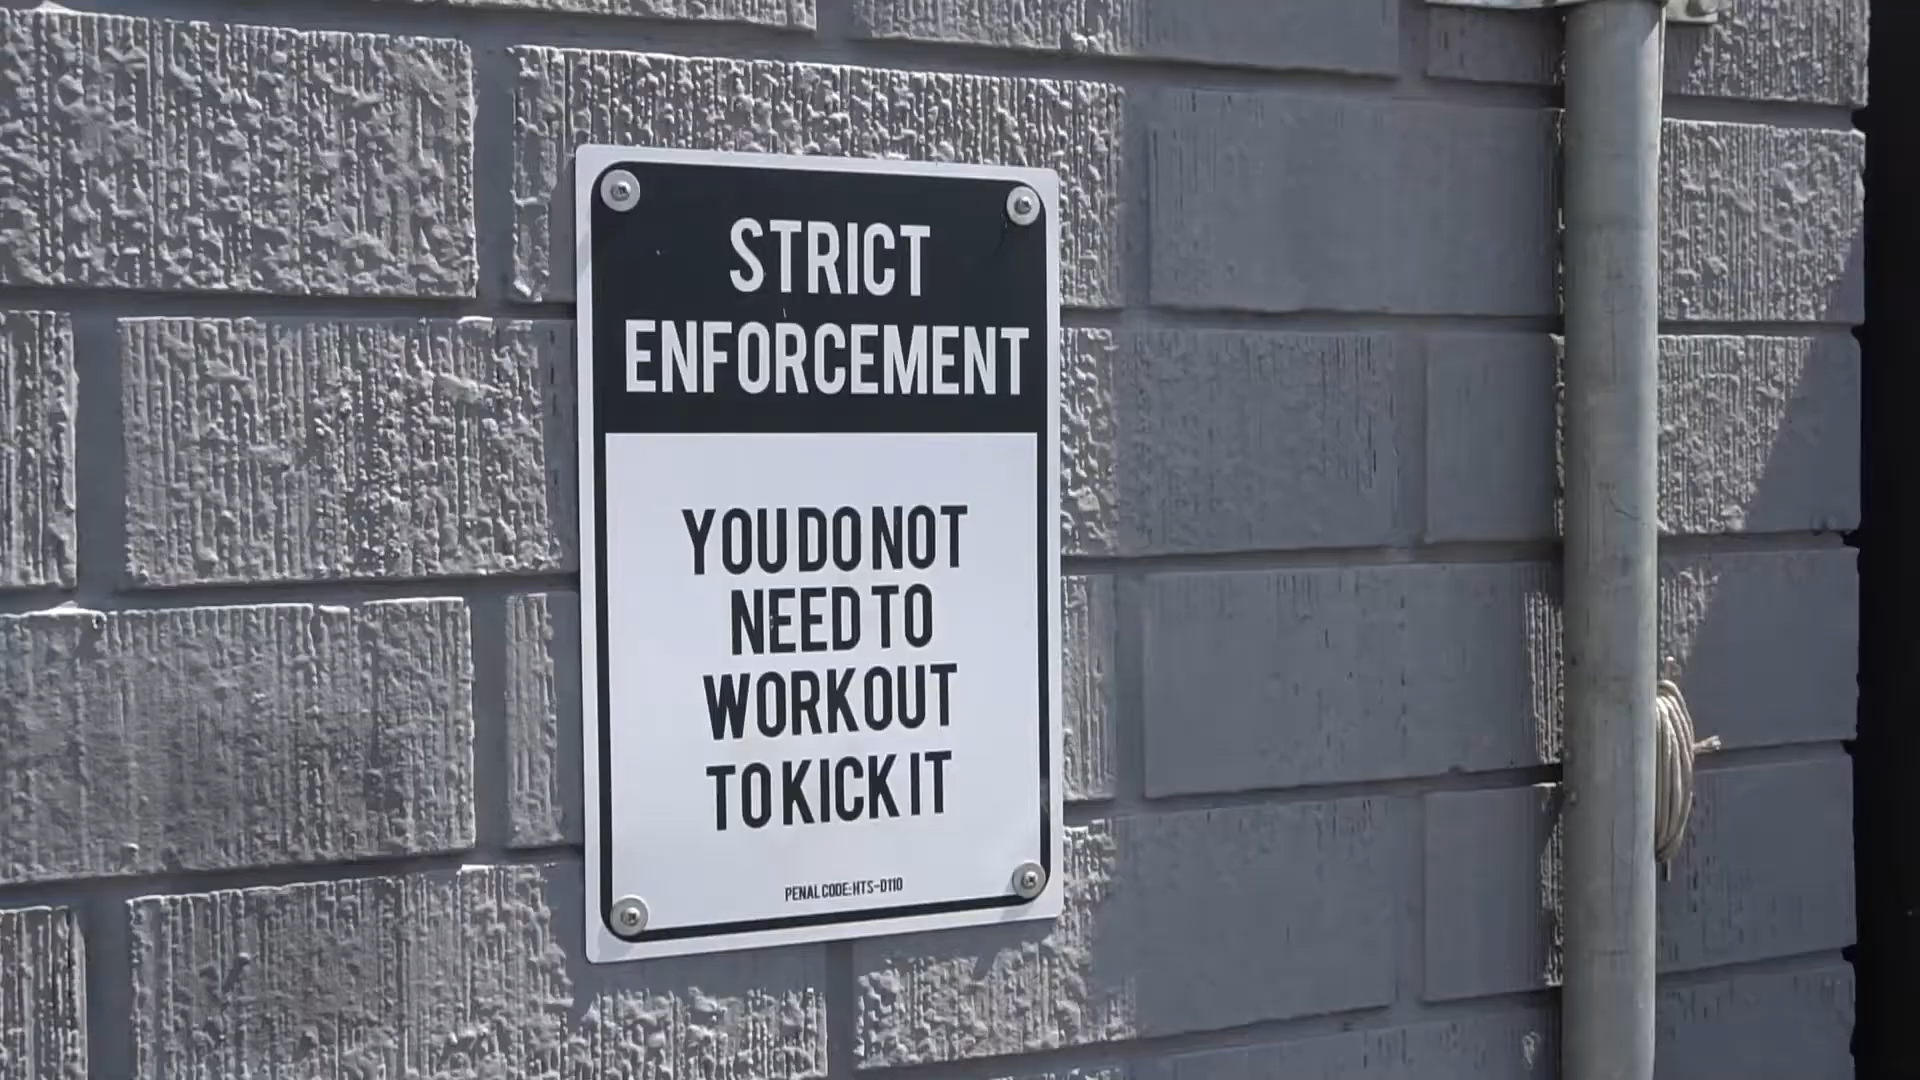 STRICT
ENFORCEMENT
YOU DO NOT
NEED TO
WORKOUT
TO KICK IT
PENAL CODE: HTS-D110